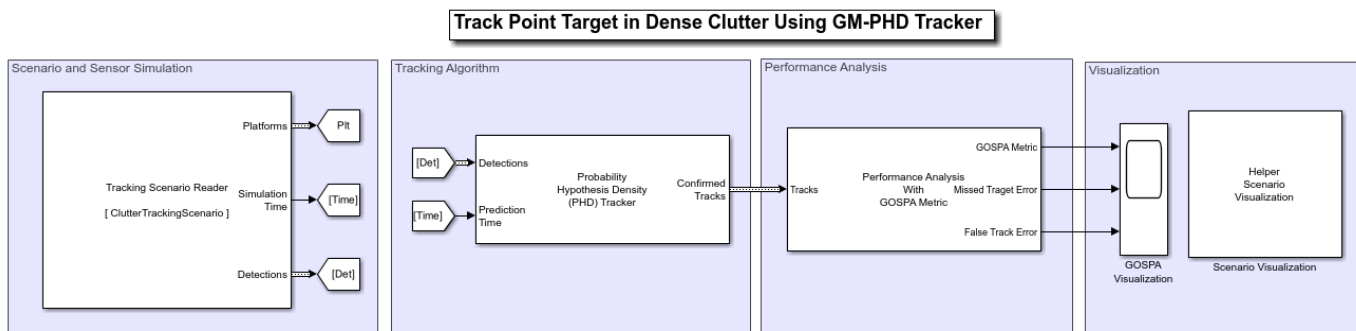 Track Point Target in Dense Clutter Using GM-PHD Tracker
Scenario and Sensor Simulation
Platforms
Plt
Tracking Scenario Reader
[ ClutterTrackingScenario ]
Simulation
Time
[Time]
Detections
[Det]
Tracking Algorithm
[Det]
Detections
[Time]
Prediction
Time
Probability
Hypothesis Density
(PHD) Tracker
Confirmed
Tracks
Performance Analysis
Tracks
Performance Analysis
With
GOSPA Metric
GOSPA Metric
Missed Traget Error
False Track Error
Visualization
GOSPA
Visualization
Helper
Scenario
Visualization
Scenario Visualization